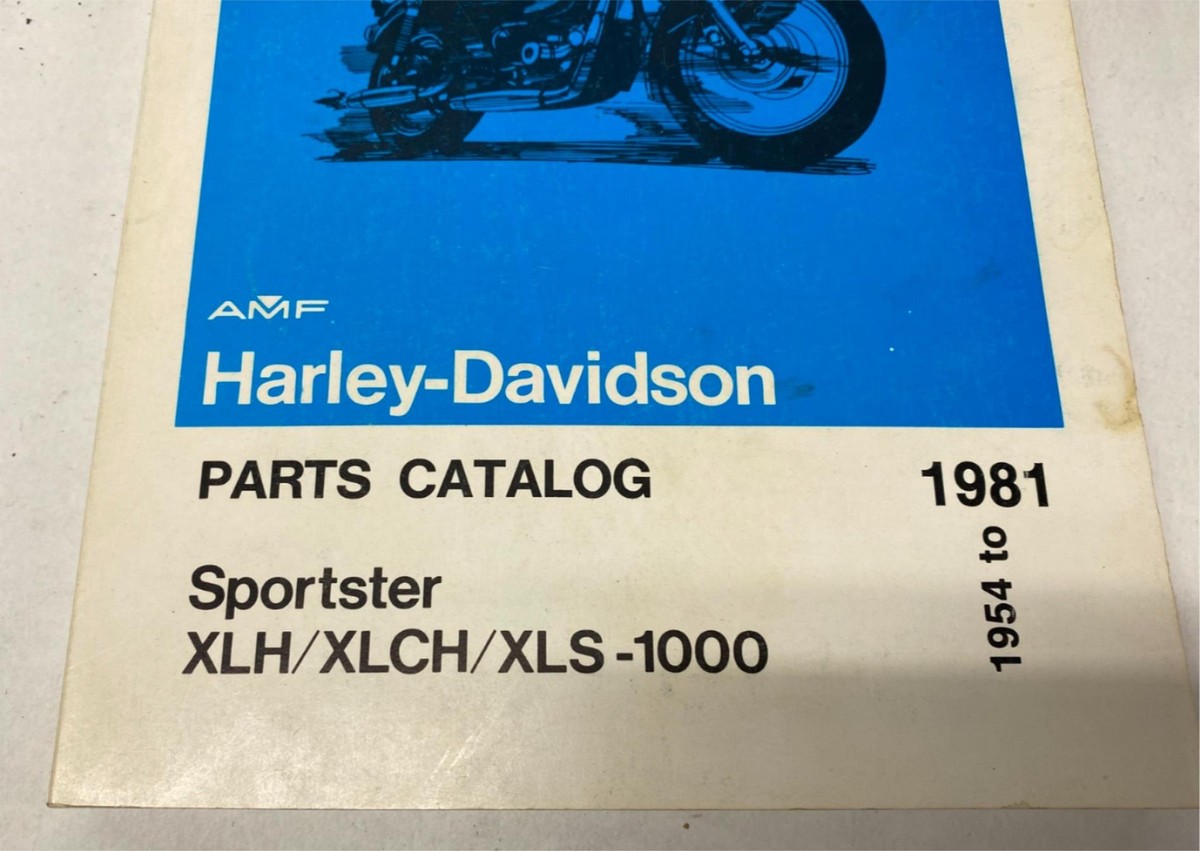 AMF
Harley-Davidson
PARTS CATALOG
1981
1954 to
Sportster
XLH/XLCH/XLS-1000